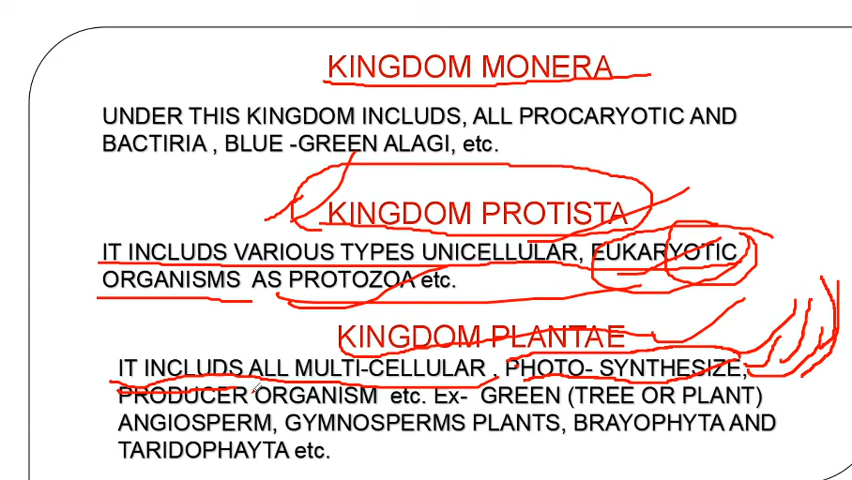 KINGDOM MONERA
UNDER THIS KINGDOM INCLUDS, ALL PROCARYOTIC AND
BACTIRIA , BLUE -GREEN ALAGI, etc.
KINGDOM PROTISTA
IT INCLUDS VARIOUS TYPES UNICELLULAR, EUKARYOTIC
ORGANISMS AS PROTOZOA etc.
KINGDOM PLANTAE
IT INCLUDS ALL MULTI-CELLULAR , PHOTO- SYNTHESIZE,
PRODUCER ORGANISM etc. Ex- GREEN (TREE OR PLANT)
ANGIOSPERM, GYMNOSPERMS PLANTS, BRAYOPHYTA AND
TARIDOPHAYTA etc.